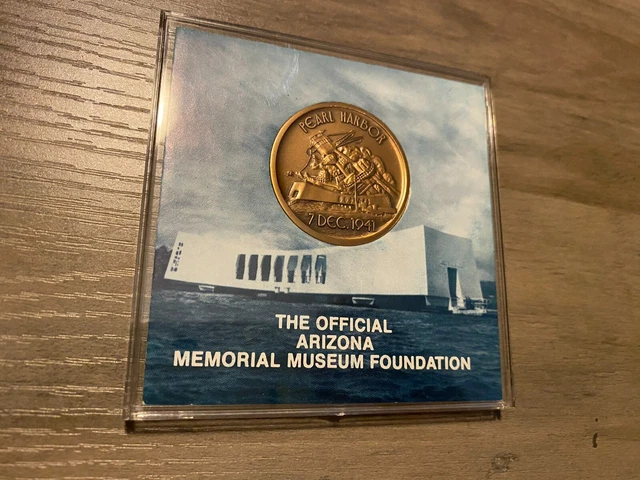 PEARL HARBOR
7 DEC. 1941
THE OFFICIAL
ARIZONA
MEMORIAL MUSEUM FOUNDATION